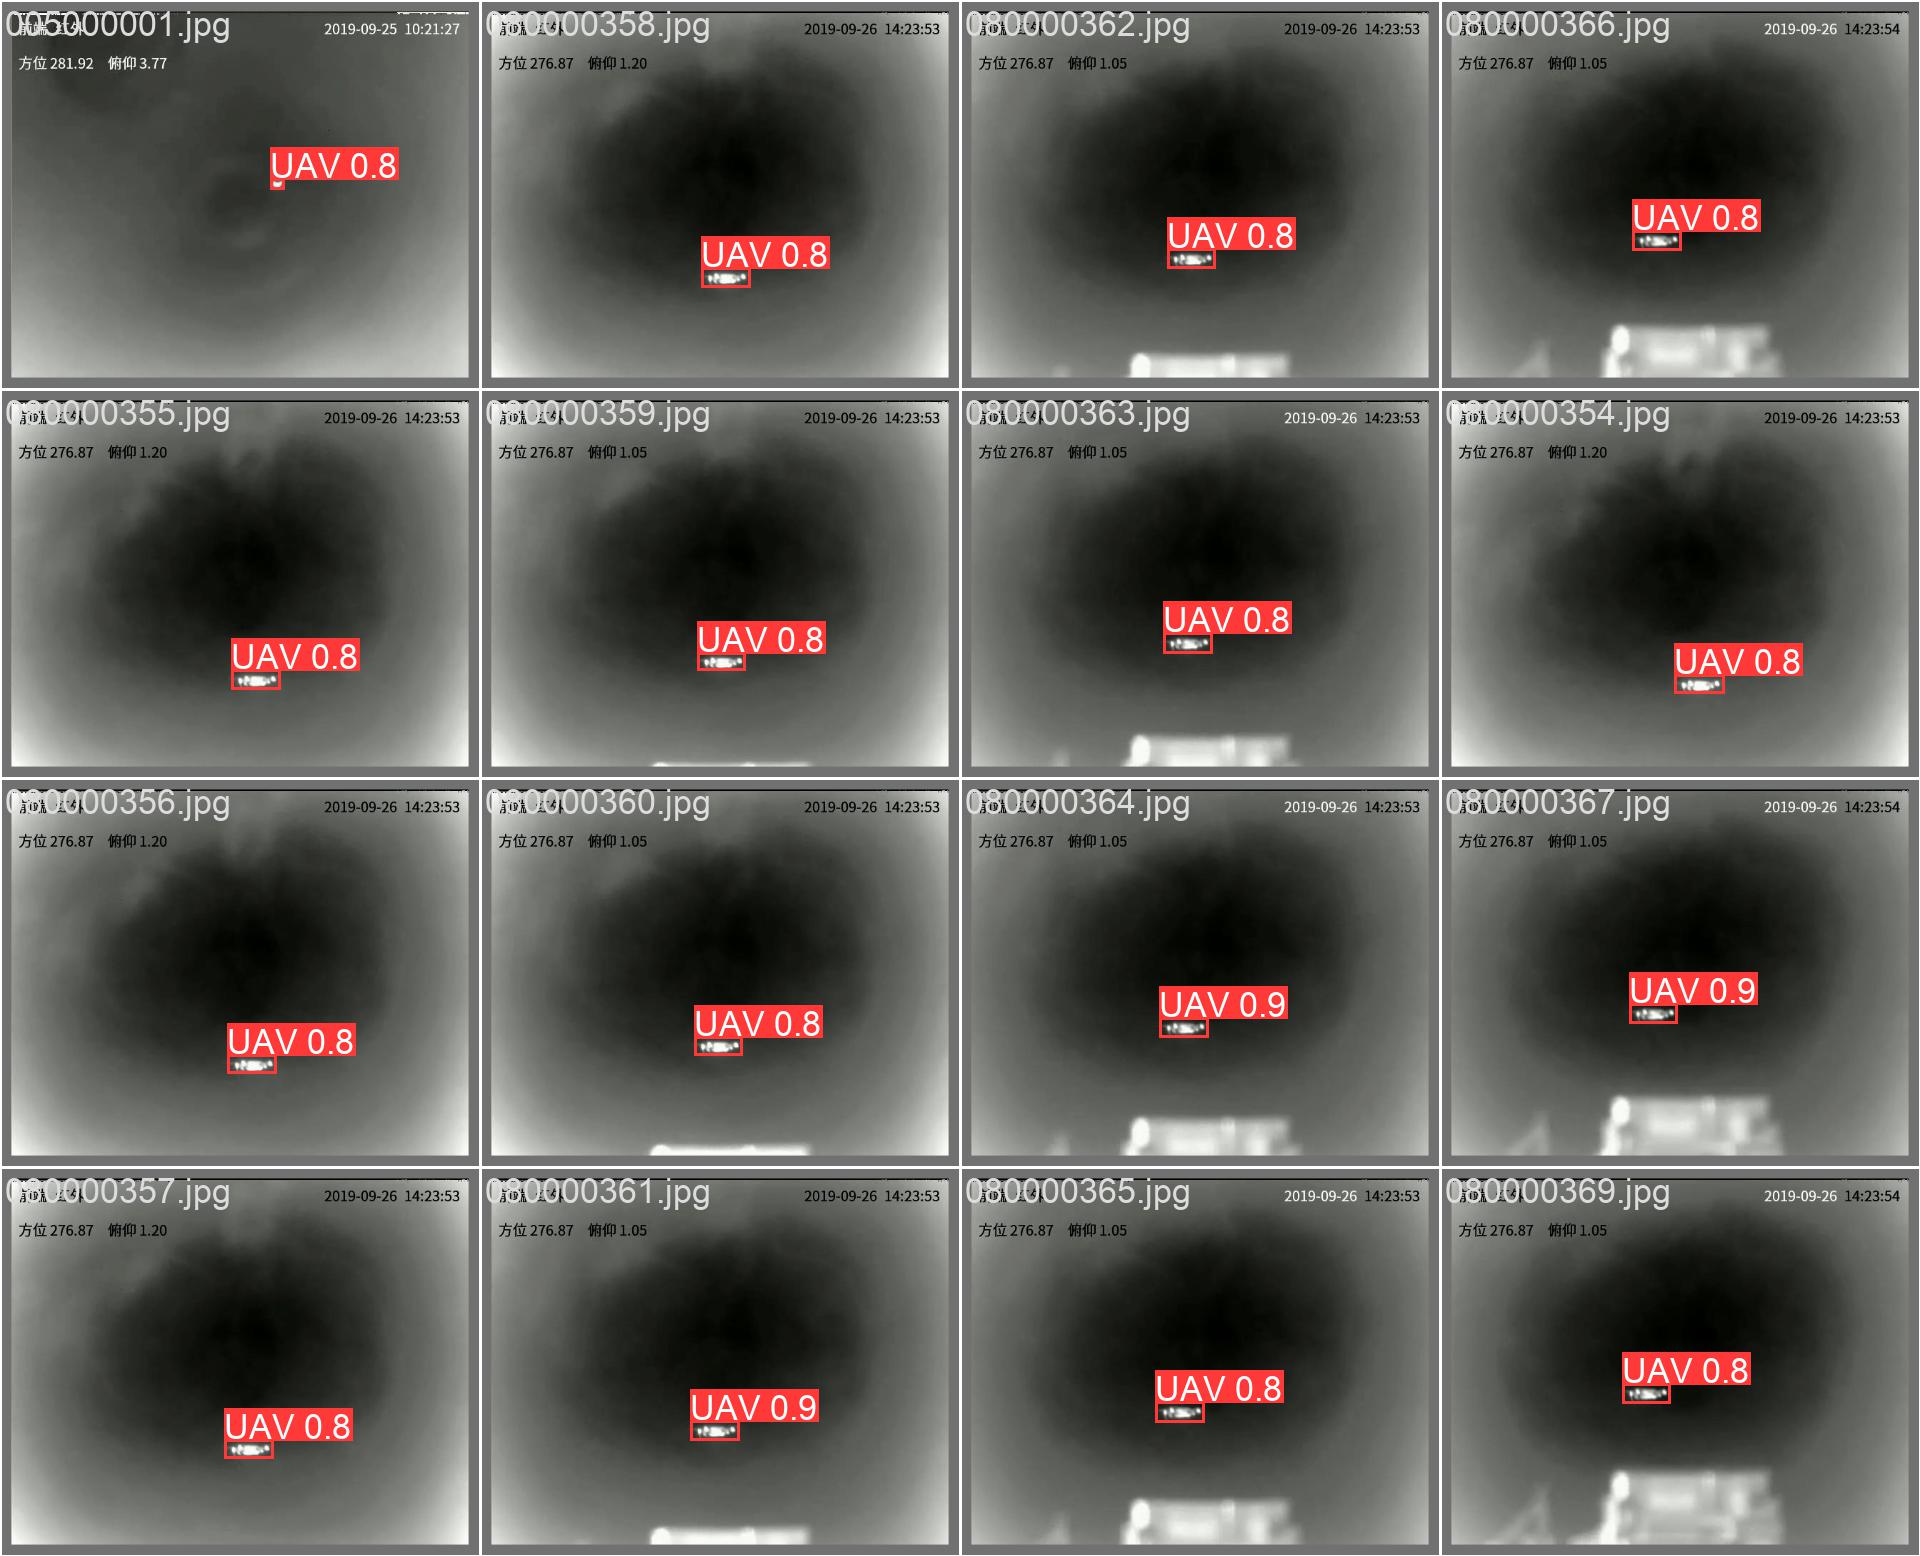 005000001.jpg 2019-09-25 10:21:27
方位 281.92 俯仰 3.77
UAV 0.8
080000358.jpg 2019-09-26 14:23:53
方位 276.87 俯仰 1.20
UAV 0.8
080000362.jpg 2019-09-26 14:23:53
方位 276.87 俯仰 1.05
UAV 0.8
080000366.jpg 2019-09-26 14:23:54
方位 276.87 俯仰 1.05
UAV 0.8
080000355.jpg 2019-09-26 14:23:53
方位 276.87 俯仰 1.20
UAV 0.8
080000359.jpg 2019-09-26 14:23:53
方位 276.87 俯仰 1.05
UAV 0.8
080000363.jpg 2019-09-26 14:23:53
方位 276.87 俯仰 1.05
UAV 0.8
080000354.jpg 2019-09-26 14:23:53
方位 276.87 俯仰 1.20
UAV 0.8
080000356.jpg 2019-09-26 14:23:53
方位 276.87 俯仰 1.20
UAV 0.8
080000360.jpg 2019-09-26 14:23:53
方位 276.87 俯仰 1.05
UAV 0.8
080000364.jpg 2019-09-26 14:23:53
方位 276.87 俯仰 1.05
UAV 0.9
080000367.jpg 2019-09-26 14:23:54
方位 276.87 俯仰 1.05
UAV 0.9
080000357.jpg 2019-09-26 14:23:53
方位 276.87 俯仰 1.20
UAV 0.8
080000361.jpg 2019-09-26 14:23:53
方位 276.87 俯仰 1.05
UAV 0.9
080000365.jpg 2019-09-26 14:23:53
方位 276.87 俯仰 1.05
UAV 0.8
080000369.jpg 2019-09-26 14:23:54
方位 276.87 俯仰 1.05
UAV 0.8